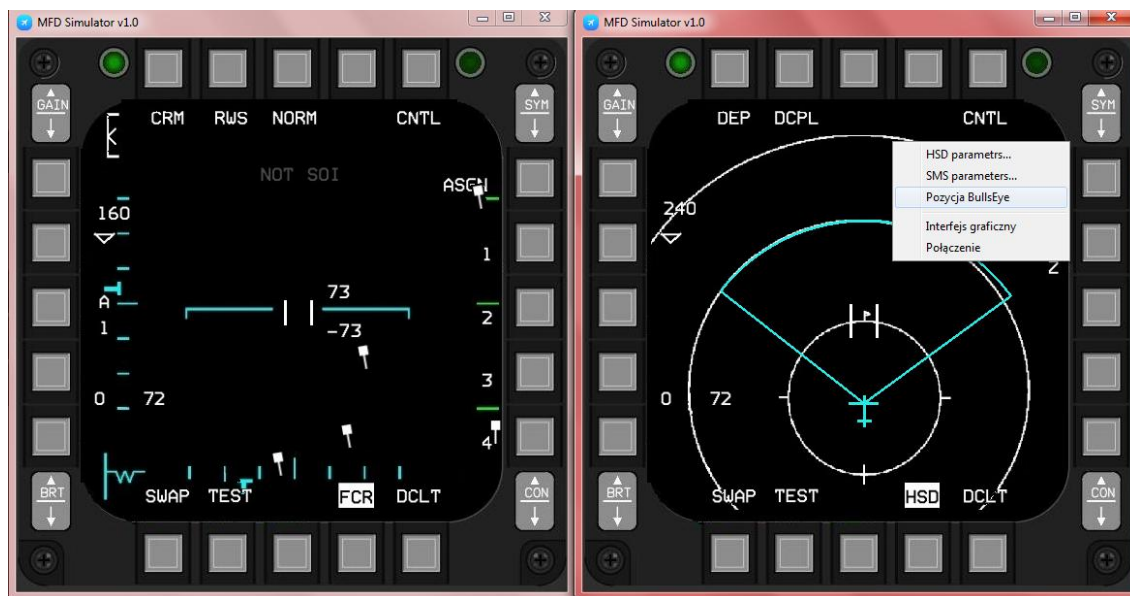 MFD Simulator v1.0
GAIN
SYM
CRM RWS NORM CNTL
NOT SOI
ASGN
160
1
A
73
2
1
-73
3
0 72
4
W
BRT
CON
SWAP TEST FCR DCLT
MFD Simulator v1.0
GAIN
SYM
DEP DCPL CNTL
HSD parametrs...
SMS parameters...
Pozycja BullsEye
Interfejs graficzny
Połączenie
240
2
0 72
BRT
CON
SWAP TEST HSD DCLT